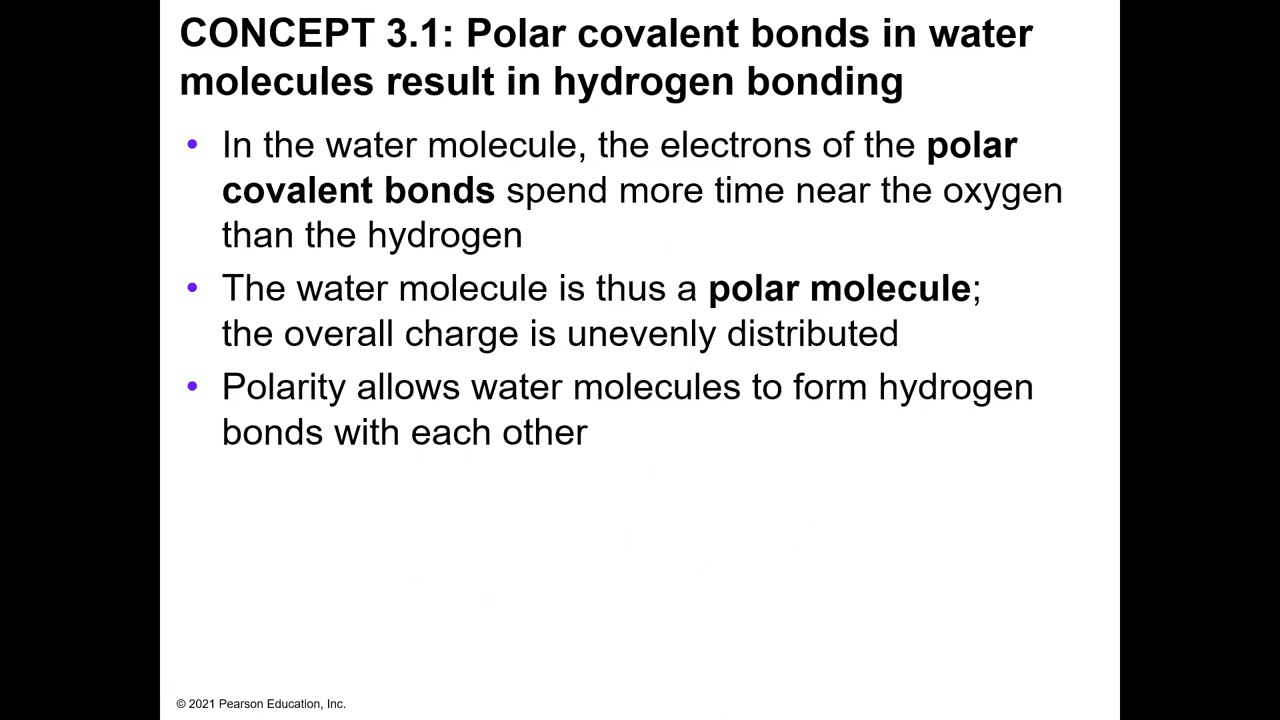 CONCEPT 3.1: Polar covalent bonds in water
molecules result in hydrogen bonding
• In the water molecule, the electrons of the polar
covalent bonds spend more time near the oxygen
than the hydrogen
• The water molecule is thus a polar molecule;
the overall charge is unevenly distributed
• Polarity allows water molecules to form hydrogen
bonds with each other
© 2021 Pearson Education, Inc.